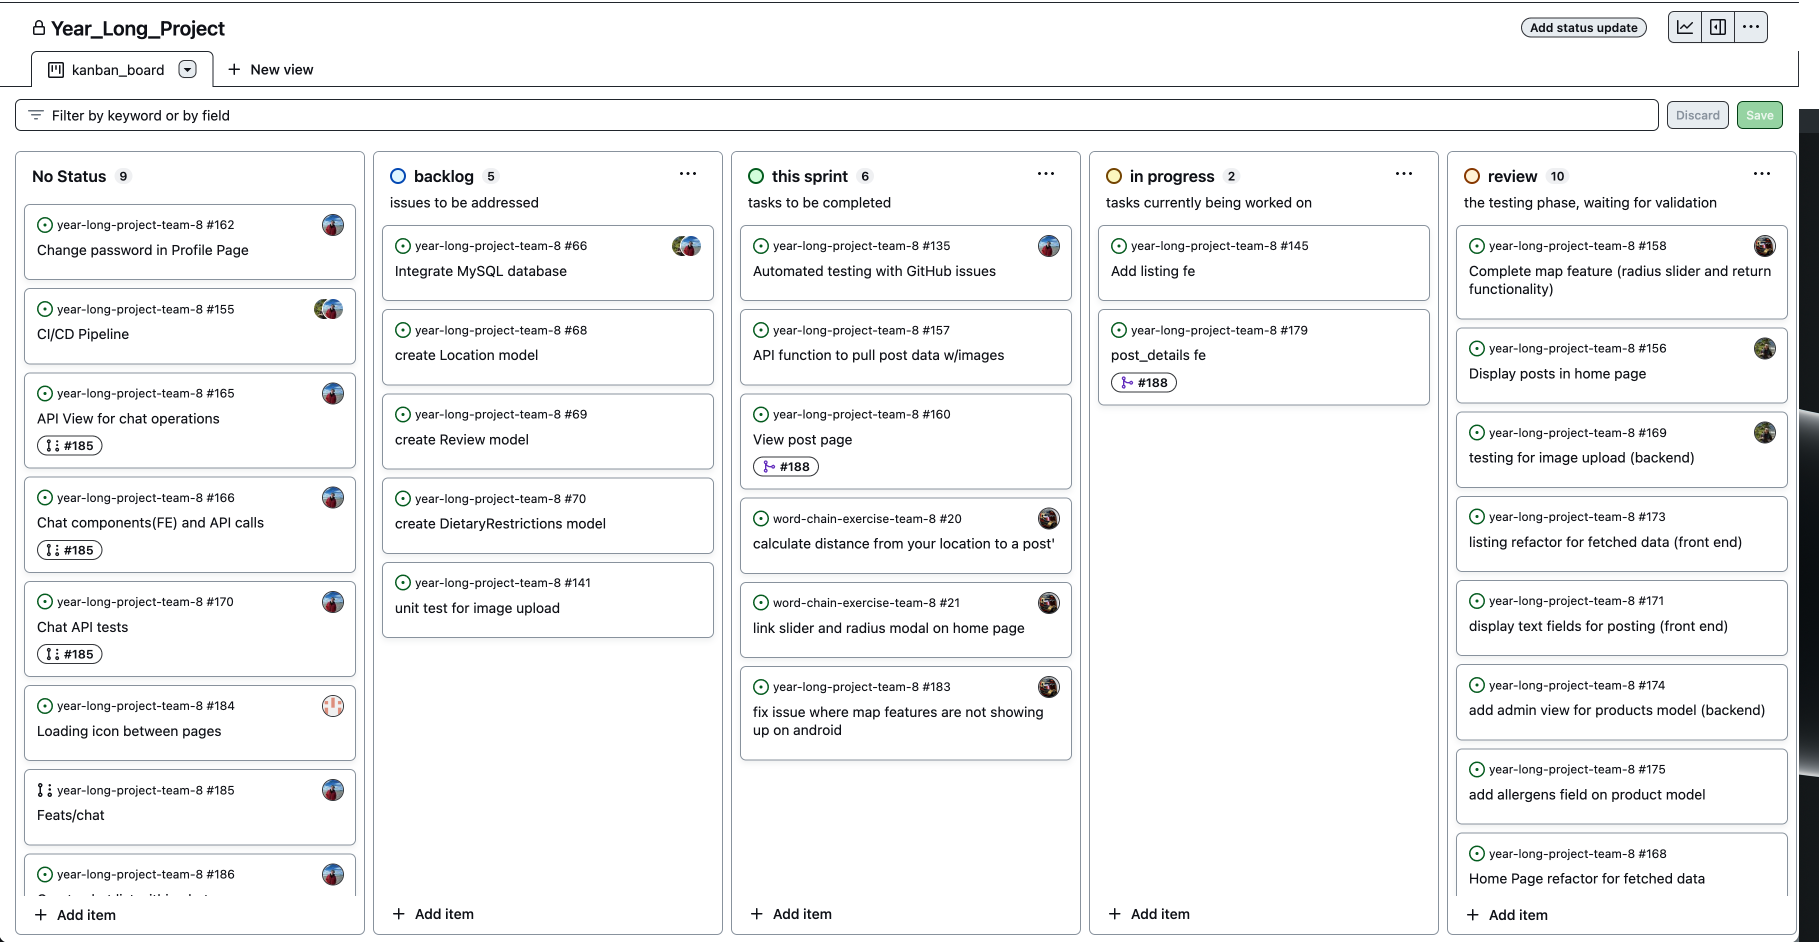 Year_Long_Project
Add status update
kanban_board
New view
Filter by keyword or by field
Discard
Save
No Status 9
year-long-project-team-8 #162
Change password in Profile Page
year-long-project-team-8 #155
CI/CD Pipeline
year-long-project-team-8 #165
API View for chat operations
#185
year-long-project-team-8 #166
Chat components(FE) and API calls
#185
year-long-project-team-8 #170
Chat API tests
#185
year-long-project-team-8 #184
Loading icon between pages
year-long-project-team-8 #185
Feats/chat
year-long-project-team-8 #186
Add item
backlog 5
issues to be addressed
year-long-project-team-8 #66
Integrate MySQL database
year-long-project-team-8 #68
create Location model
year-long-project-team-8 #69
create Review model
year-long-project-team-8 #70
create DietaryRestrictions model
year-long-project-team-8 #141
unit test for image upload
Add item
this sprint 6
tasks to be completed
year-long-project-team-8 #135
Automated testing with GitHub issues
year-long-project-team-8 #157
API function to pull post data w/images
year-long-project-team-8 #160
View post page
#188
word-chain-exercise-team-8 #20
calculate distance from your location to a post'
word-chain-exercise-team-8 #21
link slider and radius modal on home page
year-long-project-team-8 #183
fix issue where map features are not showing
up on android
Add item
in progress 2
tasks currently being worked on
year-long-project-team-8 #145
Add listing fe
year-long-project-team-8 #179
post_details fe
#188
Add item
review 10
the testing phase, waiting for validation
year-long-project-team-8 #158
Complete map feature (radius slider and return
functionality)
year-long-project-team-8 #156
Display posts in home page
year-long-project-team-8 #169
testing for image upload (backend)
year-long-project-team-8 #173
listing refactor for fetched data (front end)
year-long-project-team-8 #171
display text fields for posting (front end)
year-long-project-team-8 #174
add admin view for products model (backend)
year-long-project-team-8 #175
add allergens field on product model
year-long-project-team-8 #168
Home Page refactor for fetched data
Add item